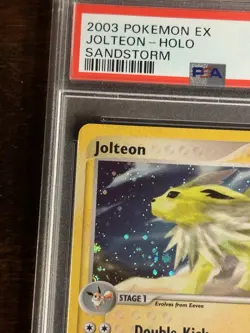 2003 POKEMON EX
JOLTEON - HOLO
SANDSTORM
PSA
Jolteon
STAGE 1
Evolves from Eevee
Double Kick